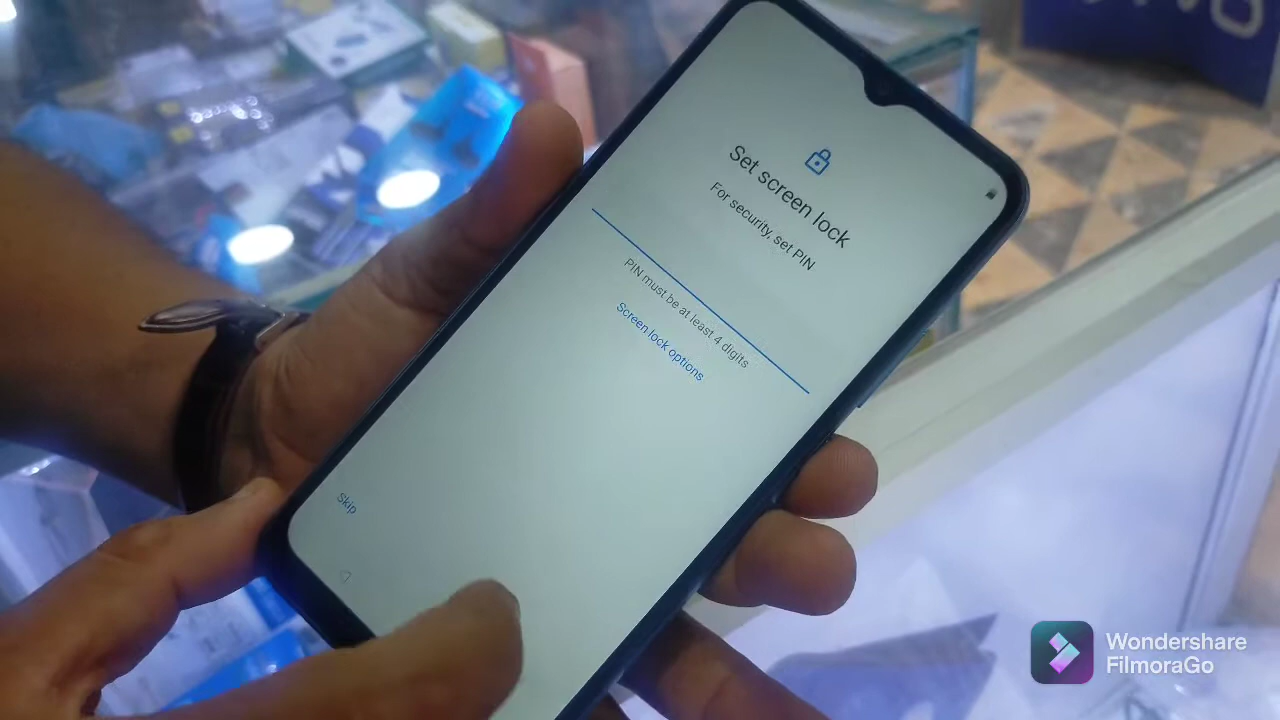 Set screen lock
For security, set PIN
PIN must be at least 4 digits
Screen lock options
Skip
Wondershare
FilmoraGo